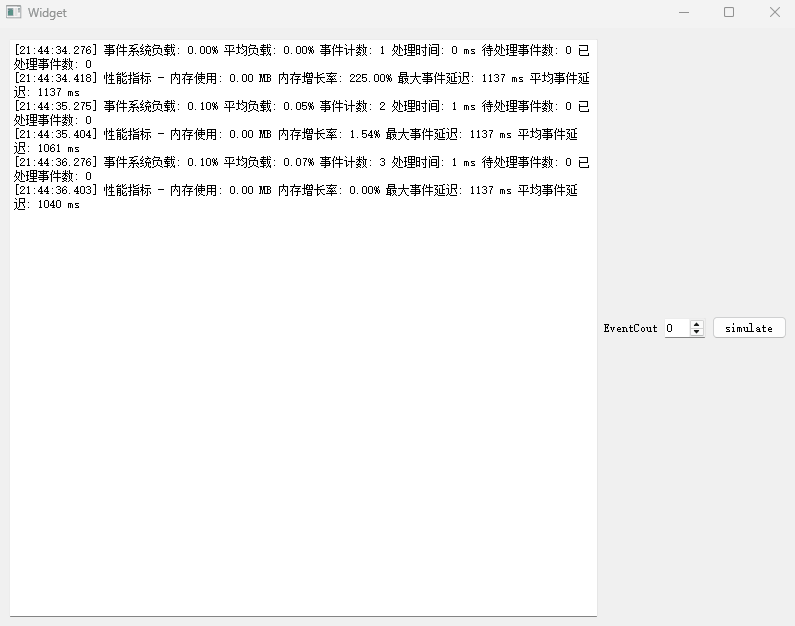 Widget
[21:44:34.276] 事件系统负载: 0.00% 平均负载: 0.00% 事件计数: 1 处理时间: 0 ms 待处理事件数: 0 已
处理事件数: 0
[21:44:34.418] 性能指标 - 内存使用: 0.00 MB 内存增长率: 225.00% 最大事件延迟: 1137 ms 平均事件延
迟: 1137 ms
[21:44:35.275] 事件系统负载: 0.10% 平均负载: 0.05% 事件计数: 2 处理时间: 1 ms 待处理事件数: 0 已
处理事件数: 0
[21:44:35.404] 性能指标 - 内存使用: 0.00 MB 内存增长率: 1.54% 最大事件延迟: 1137 ms 平均事件延
迟: 1061 ms
[21:44:36.276] 事件系统负载: 0.10% 平均负载: 0.07% 事件计数: 3 处理时间: 1 ms 待处理事件数: 0 已
处理事件数: 0
[21:44:36.403] 性能指标 - 内存使用: 0.00 MB 内存增长率: 0.00% 最大事件延迟: 1137 ms 平均事件延
迟: 1040 ms
EventCout 0 simulate